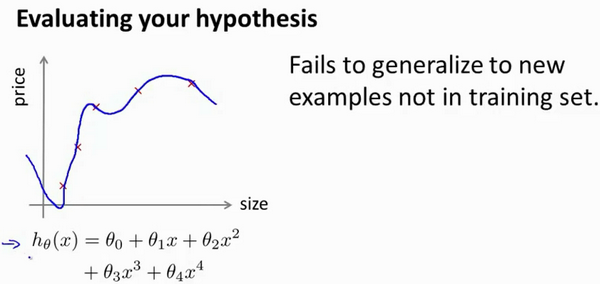 Evaluating your hypothesis
Fails to generalize to new
examples not in training set.
price
size
→ hθ(x) = θ₀ + θ₁x + θ₂x²
+ θ₃x³ + θ₄x⁴